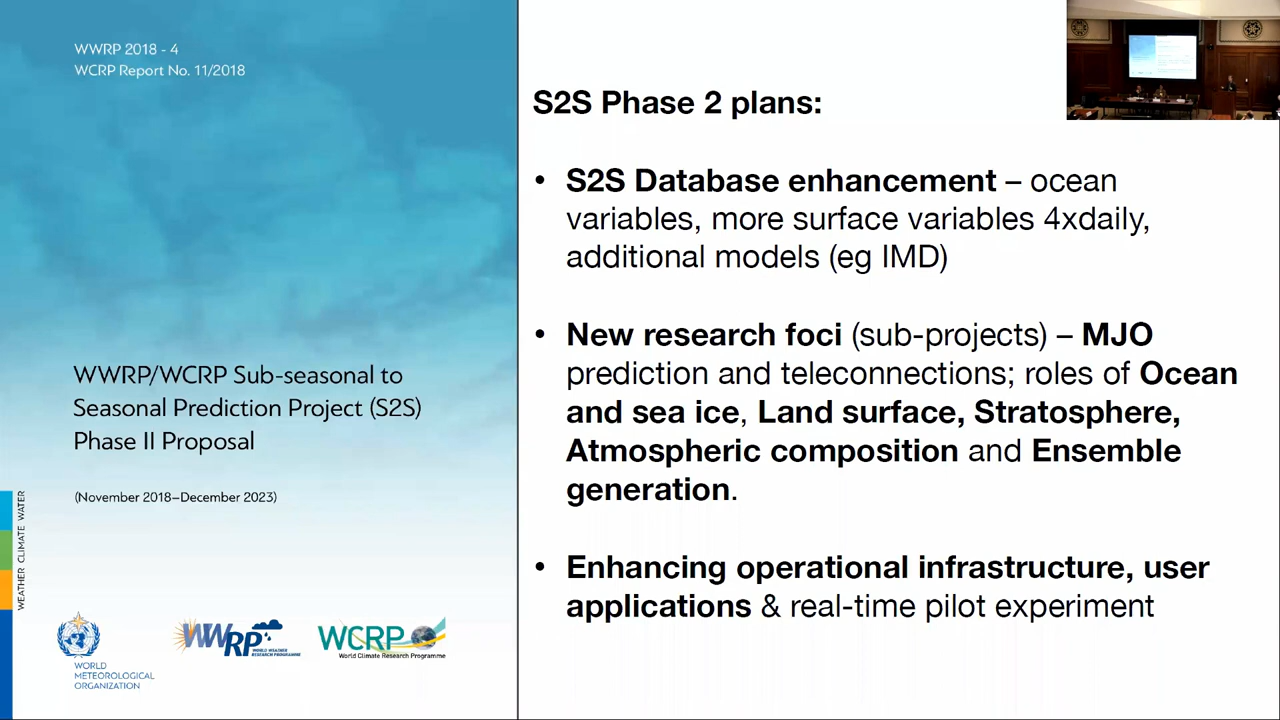 WWRP 2018 - 4
WCRP Report No. 11/2018
WWRP/WCRP Sub-seasonal to
Seasonal Prediction Project (S2S)
Phase II Proposal
(November 2018–December 2023)
WEATHER CLIMATE WATER
WORLD
METEOROLOGICAL
ORGANIZATION
WWRP
WORLD WEATHER
RESEARCH PROGRAMME
WCRP
World Climate Research Programme
S2S Phase 2 plans:
• S2S Database enhancement – ocean
variables, more surface variables 4xdaily,
additional models (eg IMD)
• New research foci (sub-projects) – MJO
prediction and teleconnections; roles of Ocean
and sea ice, Land surface, Stratosphere,
Atmospheric composition and Ensemble
generation.
• Enhancing operational infrastructure, user
applications & real-time pilot experiment